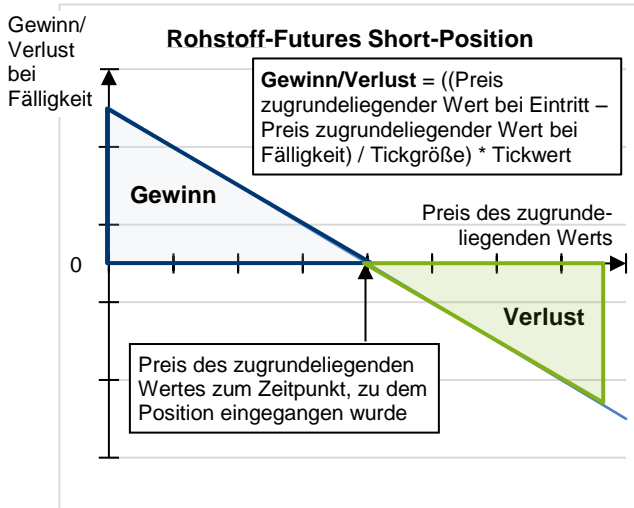 Gewinn/
Verlust
bei
Fälligkeit
Rohstoff-Futures Short-Position
Gewinn/Verlust = ((Preis
zugrundeliegender Wert bei Eintritt –
Preis zugrundeliegender Wert bei
Fälligkeit) / Tickgröße) * Tickwert
Gewinn
Preis des zugrunde-
liegenden Werts
0
Verlust
Preis des zugrundeliegenden
Wertes zum Zeitpunkt, zu dem
Position eingegangen wurde